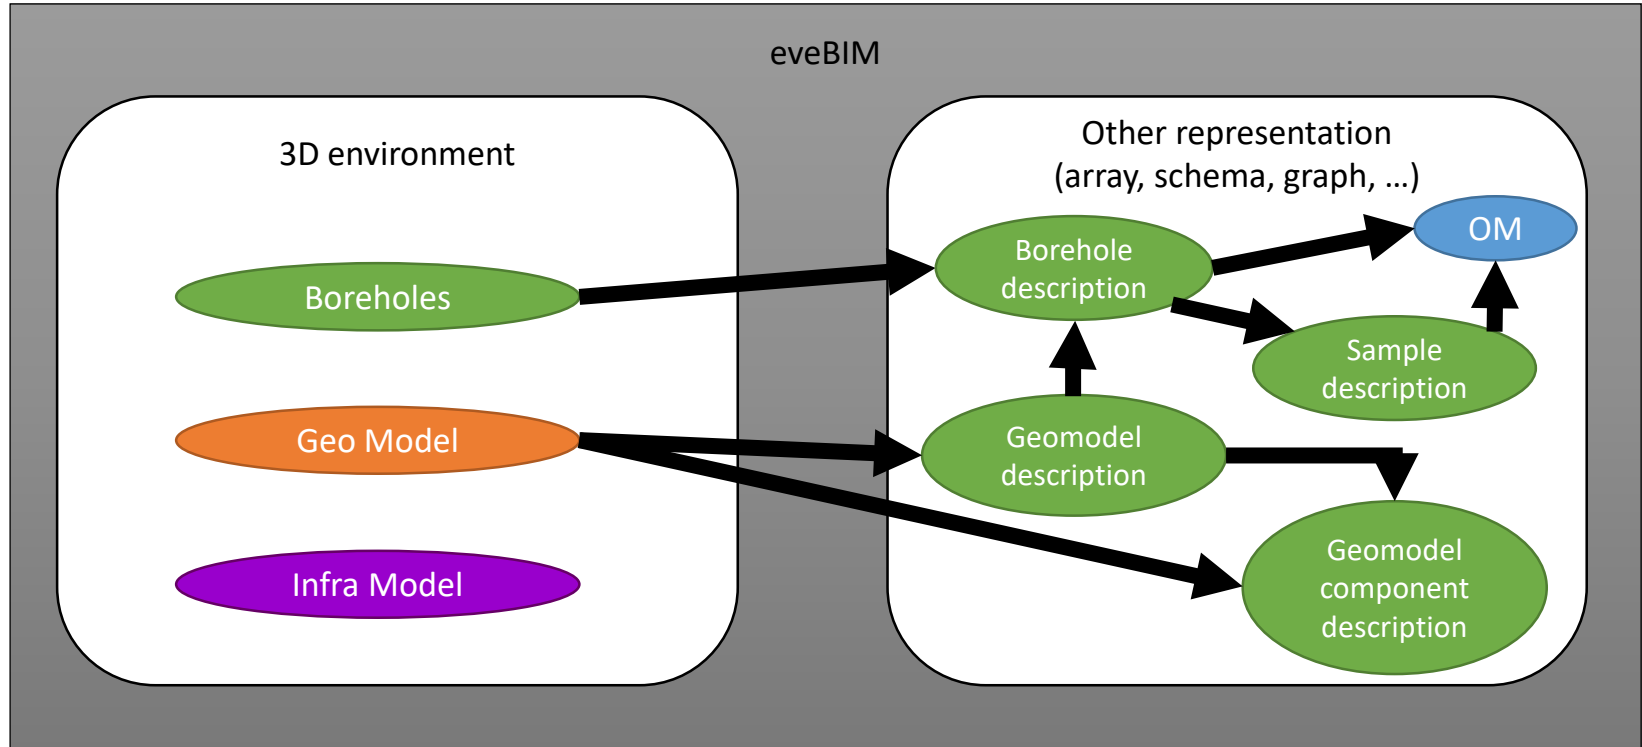 eveBIM
3D environment
Boreholes
Geo Model
Infra Model
Other representation
(array, schema, graph, …)
OM
Borehole
description
Sample
description
Geomodel
description
Geomodel
component
description